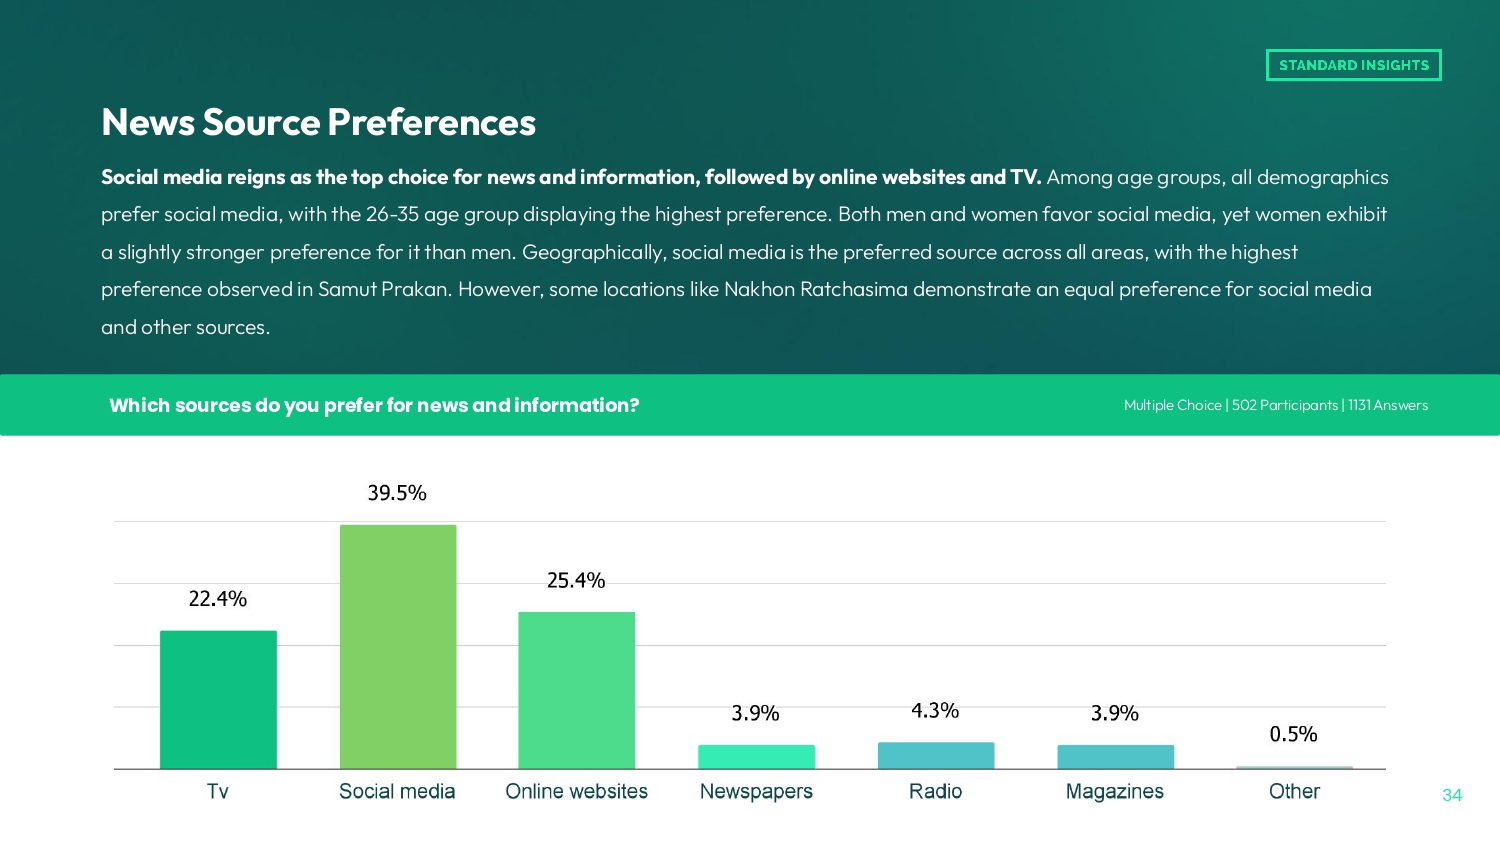 STANDARD INSIGHTS
News Source Preferences
Social media reigns as the top choice for news and information, followed by online websites and TV. Among age groups, all demographics
prefer social media, with the 26-35 age group displaying the highest preference. Both men and women favor social media, yet women exhibit
a slightly stronger preference for it than men. Geographically, social media is the preferred source across all areas, with the highest
preference observed in Samut Prakan. However, some locations like Nakhon Ratchasima demonstrate an equal preference for social media
and other sources.
Which sources do you prefer for news and information?
Multiple Choice | 502 Participants | 1131 Answers
22.4%
39.5%
25.4%
3.9%
4.3%
3.9%
0.5%
Tv
Social media
Online websites
Newspapers
Radio
Magazines
Other
34